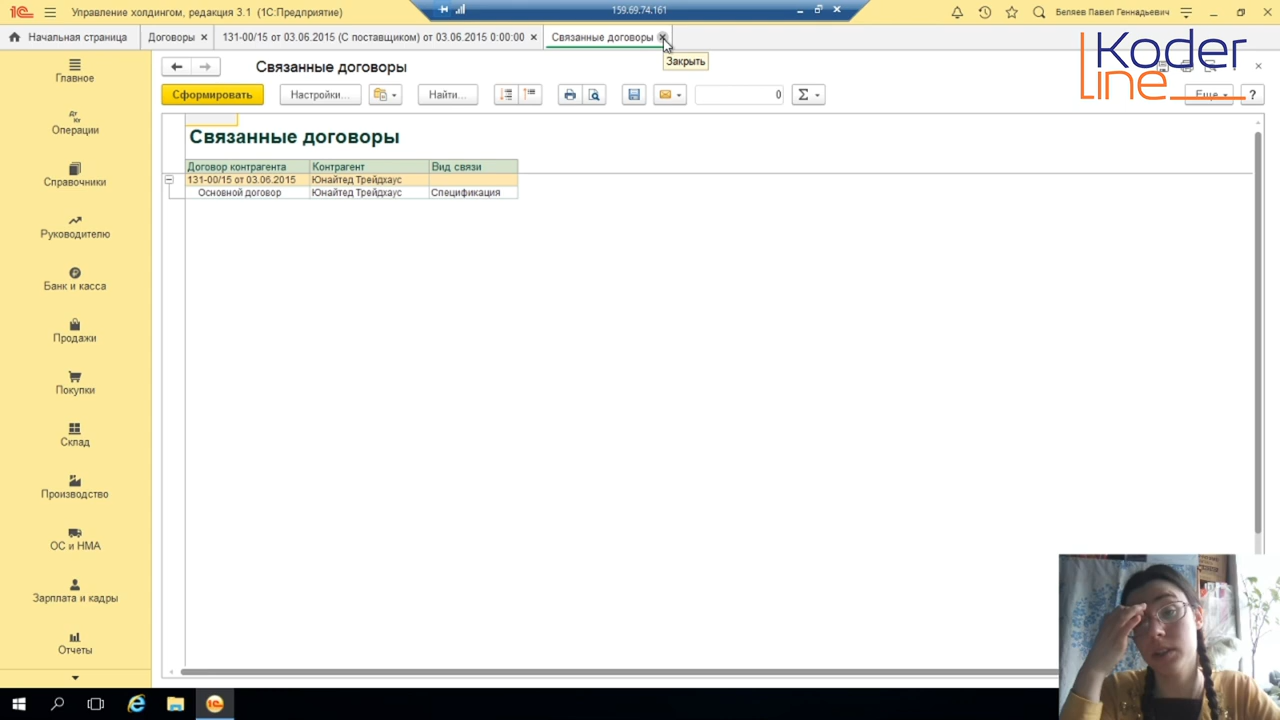 Управление холдингом, редакция 3.1 (1С:Предприятие)
159.69.74.161
Беляев Павел Геннадьевич
Начальная страница
Договоры
131-00/15 от 03.06.2015 (С поставщиком) от 03.06.2015 0:00:00
Связанные договоры
Закрыть
Koder
line
Главное
Операции
Справочники
Руководителю
Банк и касса
Продажи
Покупки
Склад
Производство
ОС и НМА
Зарплата и кадры
Отчеты
Связанные договоры
Сформировать
Настройки...
Найти...
0
Еще
?
Связанные договоры
Договор контрагента Контрагент Вид связи
131-00/15 от 03.06.2015 Юнайтед Трейдхаус
Основной договор Юнайтед Трейдхаус Спецификация